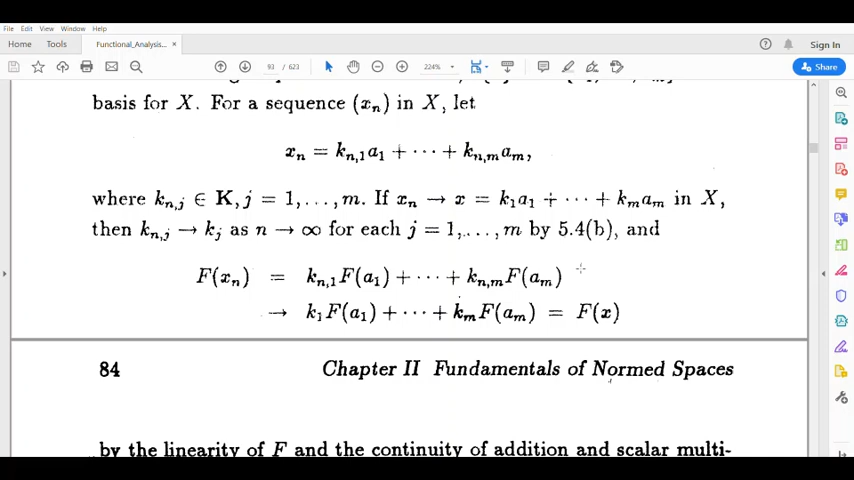 File Edit View Window Help
Home Tools Functional_Analysis... × Sign In
93 / 623 224% Share
basis for X. For a sequence (xₙ) in X, let
xₙ = kₙ,₁a₁ + ··· + kₙ,ₘaₘ,
where kₙ,ⱼ ∈ K, j = 1, . . . , m. If xₙ → x = k₁a₁ + ··· + kₘaₘ in X,
then kₙ,ⱼ → kⱼ as n → ∞ for each j = 1, . . . , m by 5.4(b), and
F(xₙ) = kₙ,₁F(a₁) + ··· + kₙ,ₘF(aₘ)
→ k₁F(a₁) + ··· + kₘF(aₘ) = F(x)
84 Chapter II Fundamentals of Normed Spaces
by the linearity of F and the continuity of addition and scalar multi-